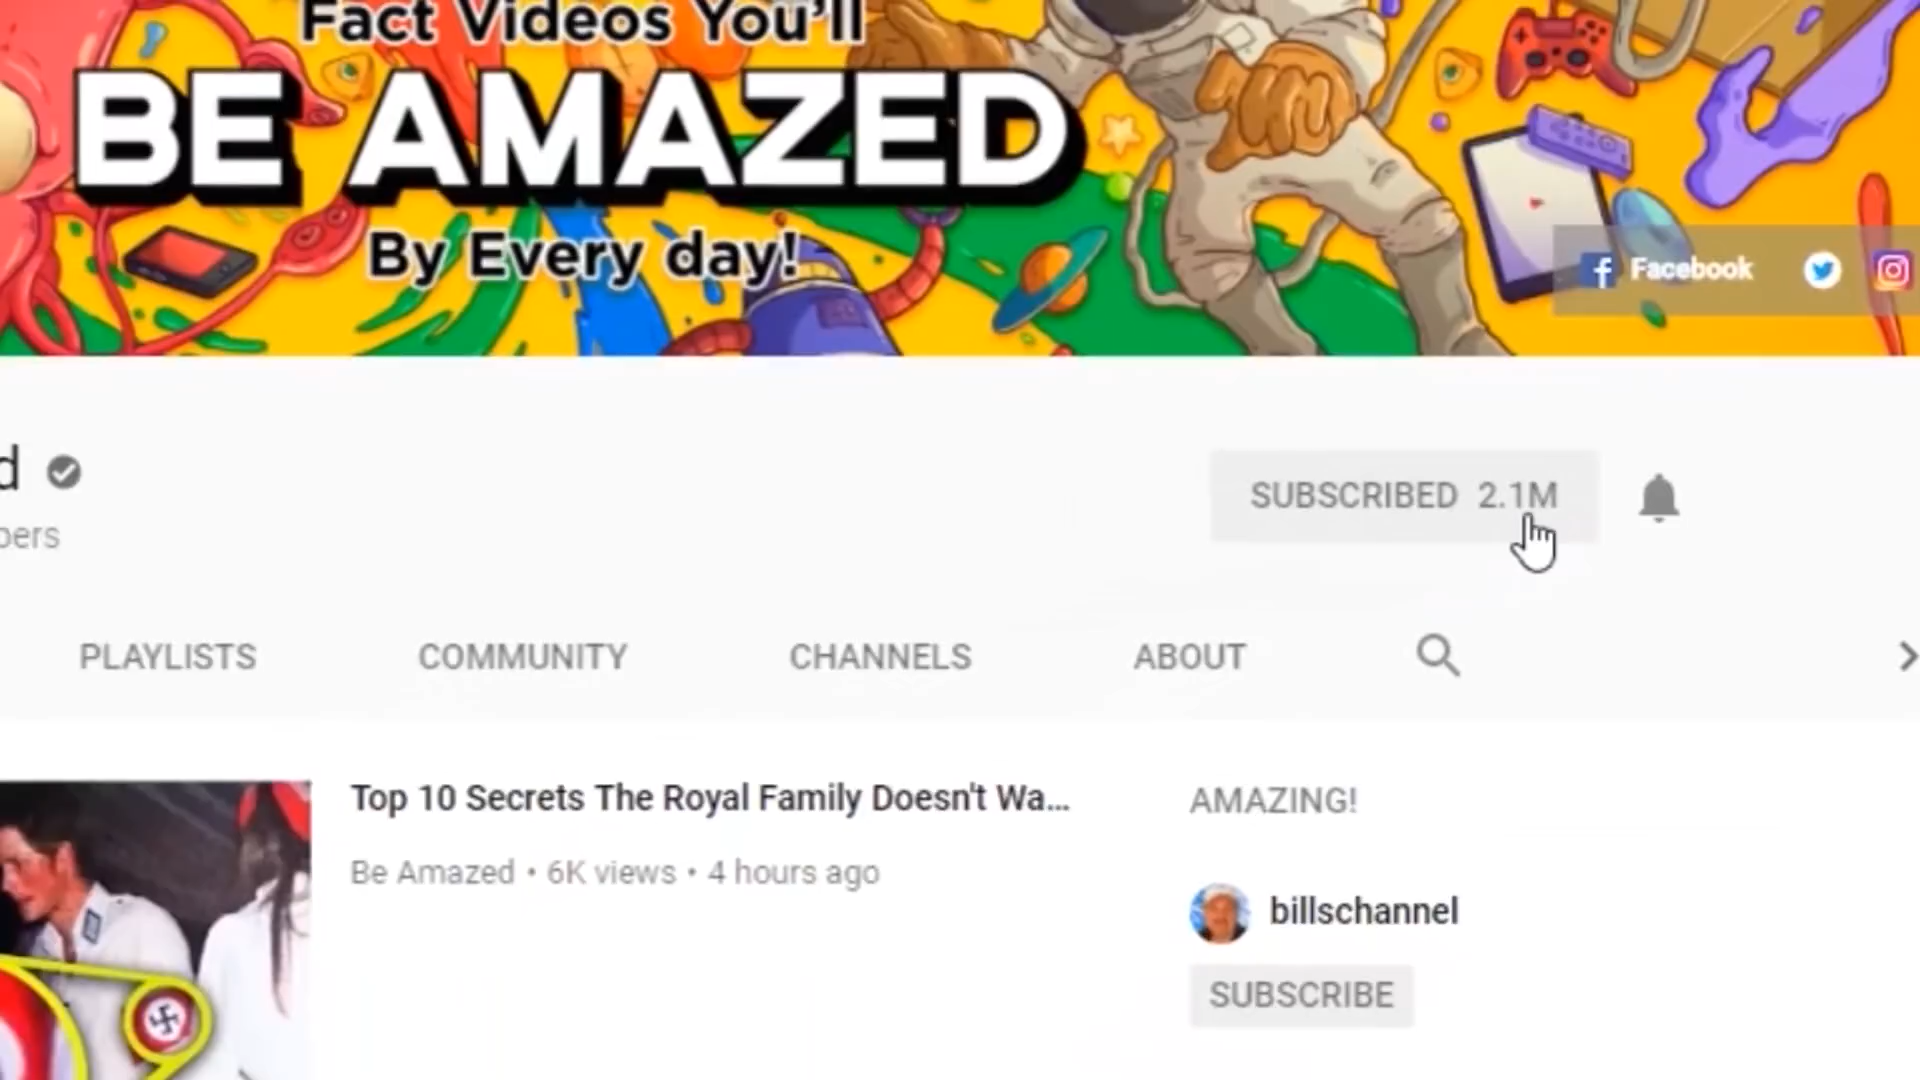 Fact Videos You'll
BE AMAZED
By Every day!
Facebook
d
bers
SUBSCRIBED 2.1M
PLAYLISTS
COMMUNITY
CHANNELS
ABOUT
Top 10 Secrets The Royal Family Doesn't Wa...
Be Amazed • 6K views • 4 hours ago
AMAZING!
billschannel
SUBSCRIBE